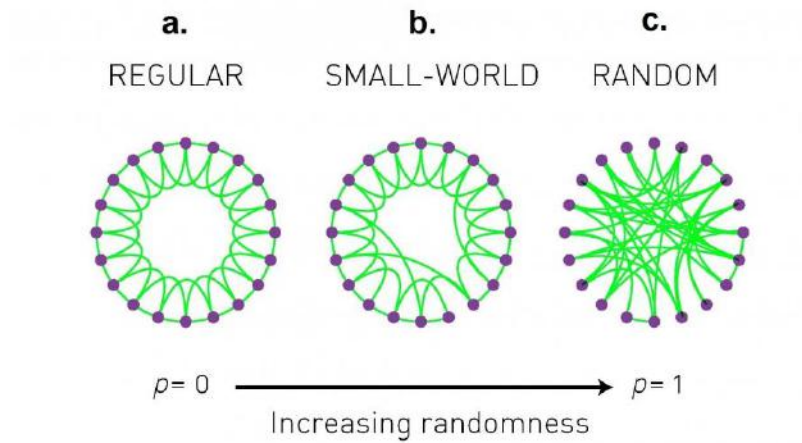 a. b. c.
REGULAR SMALL-WORLD RANDOM
p= 0 p= 1
Increasing randomness